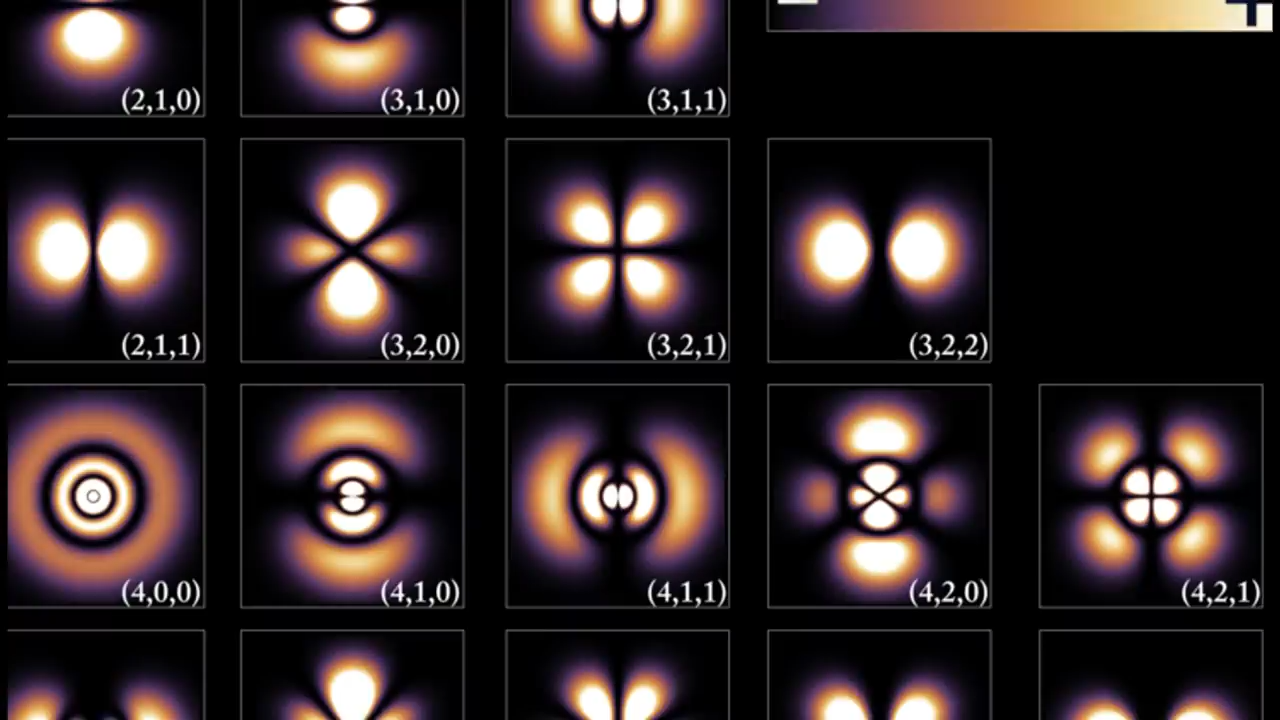 − +
(2,1,0) (3,1,0) (3,1,1)
(2,1,1) (3,2,0) (3,2,1) (3,2,2)
(4,0,0) (4,1,0) (4,1,1) (4,2,0) (4,2,1)